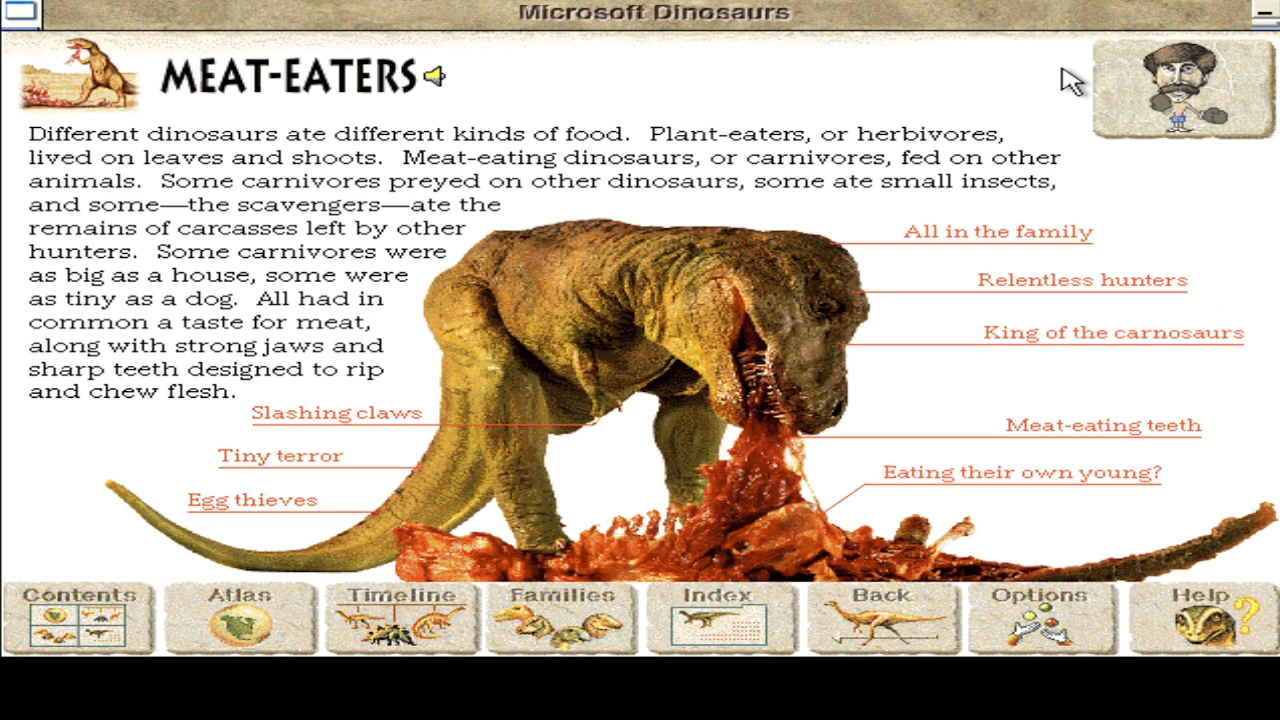 Microsoft Dinosaurs
MEAT-EATERS
Different dinosaurs ate different kinds of food. Plant-eaters, or herbivores,
lived on leaves and shoots. Meat-eating dinosaurs, or carnivores, fed on other
animals. Some carnivores preyed on other dinosaurs, some ate small insects,
and some—the scavengers—ate the
remains of carcasses left by other
hunters. Some carnivores were
as big as a house, some were
as tiny as a dog. All had in
common a taste for meat,
along with strong jaws and
sharp teeth designed to rip
and chew flesh.
All in the family
Relentless hunters
King of the carnosaurs
Slashing claws
Meat-eating teeth
Tiny terror
Eating their own young?
Egg thieves
Contents
Atlas
Timeline
Families
Index
Back
Options
Help
?